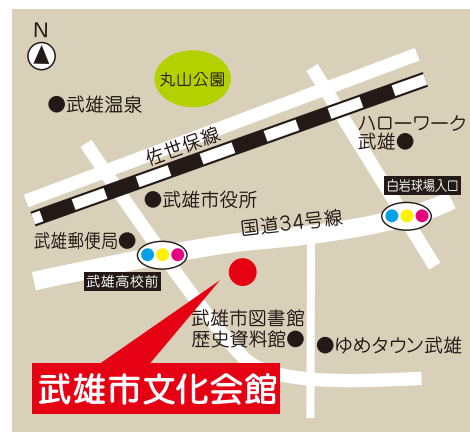 N
丸山公園
武雄温泉
ハローワーク
武雄
佐世保線
白岩球場入口
武雄市役所
国道34号線
武雄郵便局
武雄高校前
武雄市図書館
歴史資料館
ゆめタウン武雄
武雄市文化会館